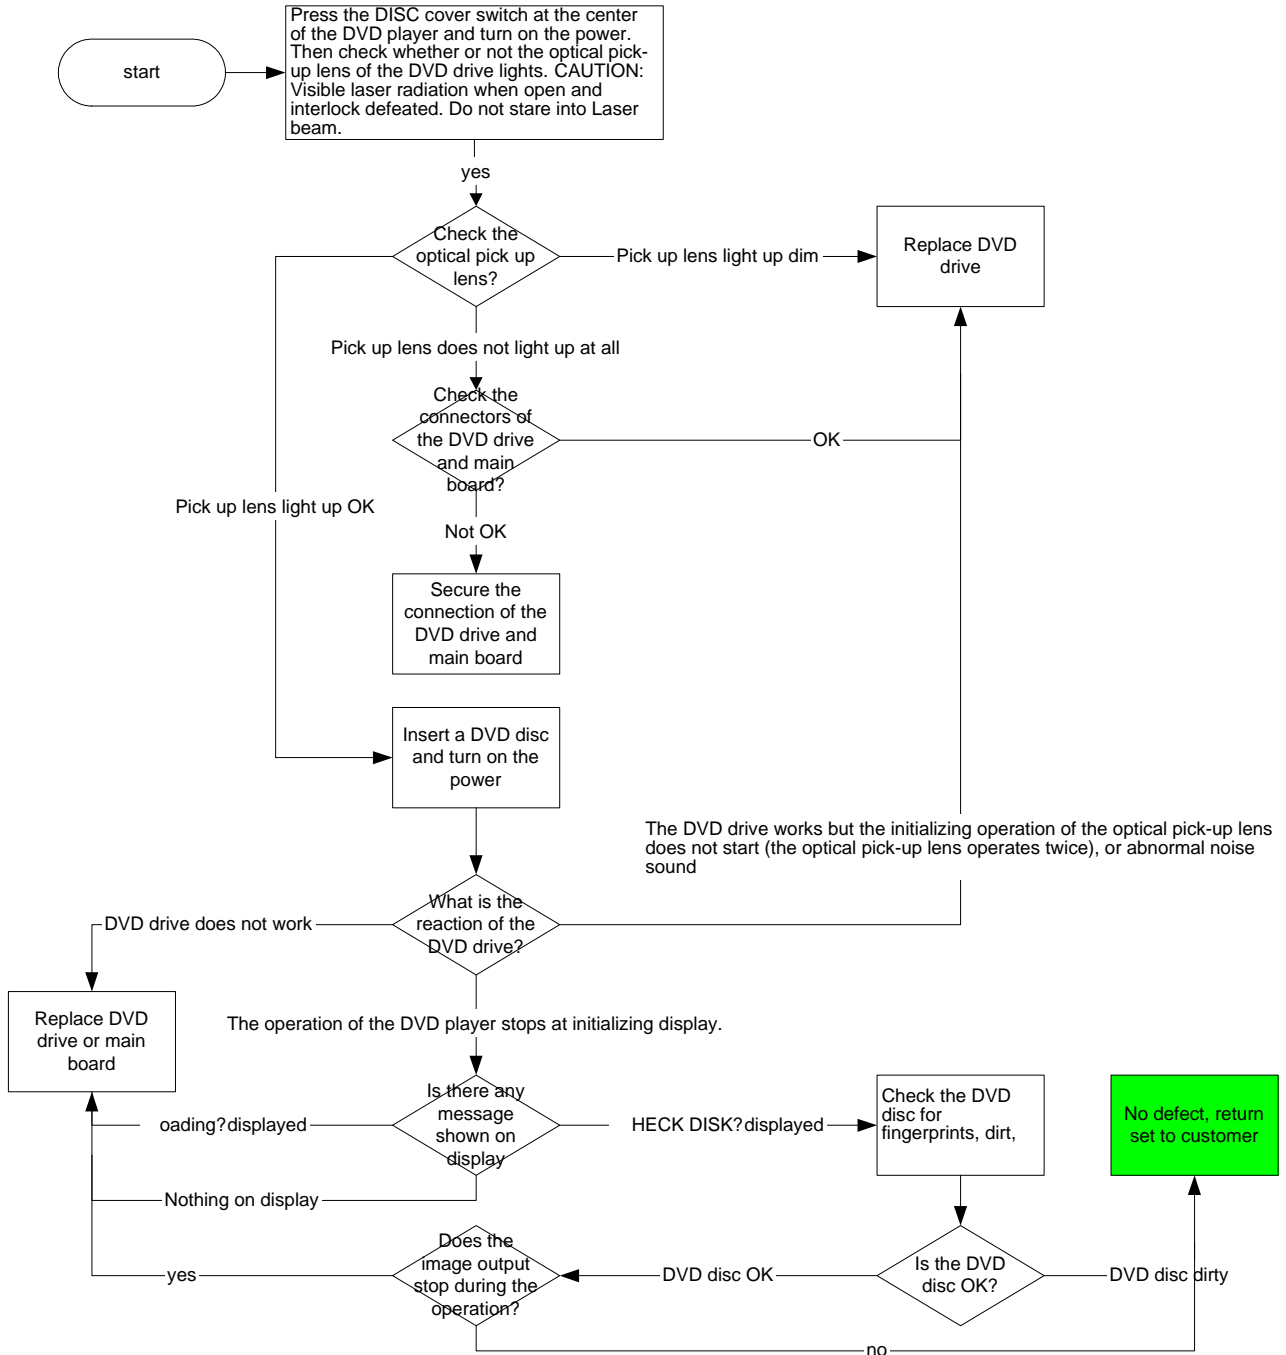 Press the DISC cover switch at the center
of the DVD player and turn on the power.
Then check whether or not the optical pick-
up lens of the DVD drive lights. CAUTION:
Visible laser radiation when open and
interlock defeated. Do not stare into Laser
beam.
start
yes
Check the
optical pick up
lens?
Pick up lens light up dim
Replace DVD
drive
Pick up lens does not light up at all
Check the
connectors of
the DVD drive
and main
board?
OK
Pick up lens light up OK
Not OK
Secure the
connection of the
DVD drive and
main board
Insert a DVD disc
and turn on the
power
The DVD drive works but the initializing operation of the optical pick-up lens
does not start (the optical pick-up lens operates twice), or abnormal noise
sound
What is the
reaction of the
DVD drive?
DVD drive does not work
Replace DVD
drive or main
board
The operation of the DVD player stops at initializing display.
Is there any
message
shown on
display
oading?displayed
HECK DISK?displayed
Check the DVD
disc for
fingerprints, dirt,
No defect, return
set to customer
Nothing on display
Does the
image output
stop during the
operation?
yes
DVD disc OK
Is the DVD
disc OK?
DVD disc dirty
no